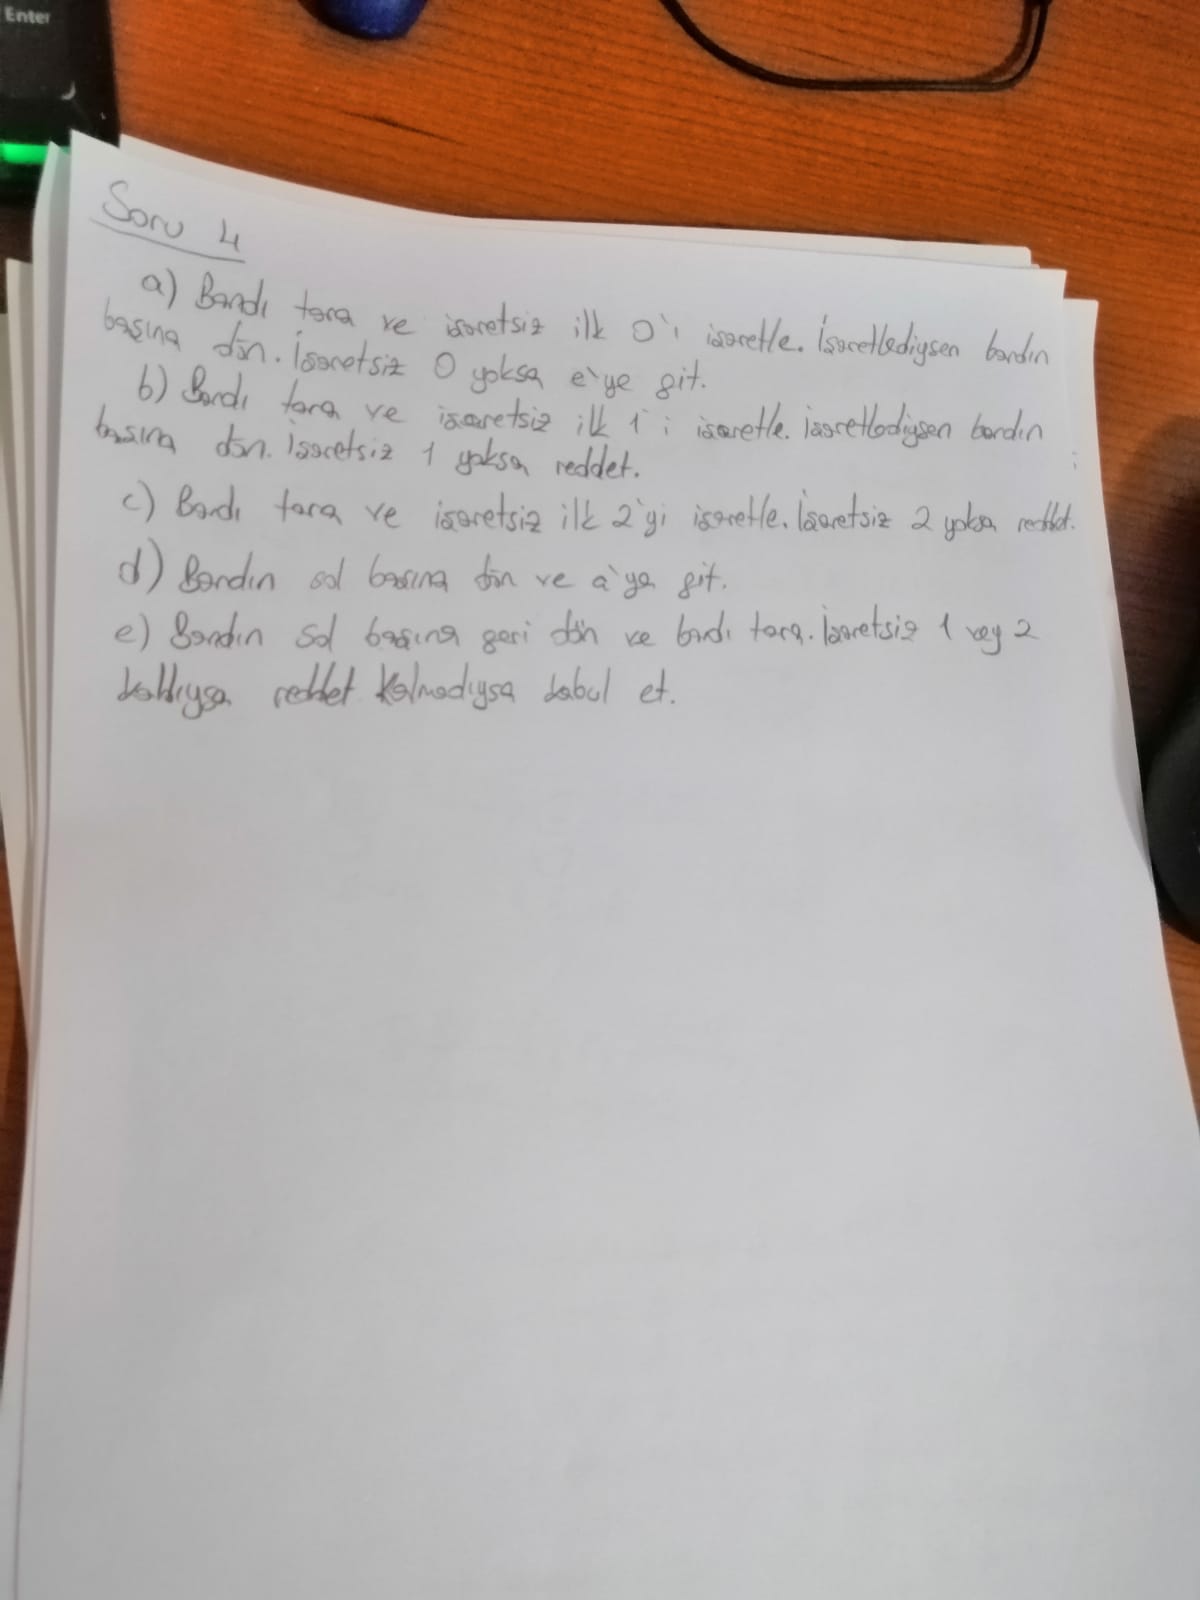 Enter
Soru 4
a) Bandı tara ve işaretsiz ilk 0'ı işaretle. İşaretlediysen bandın
başına dön. İşaretsiz 0 yoksa e'ye git.
b) Bandı tara ve işaretsiz ilk 1'i işaretle. işaretlediysen bandın
başına dön. İşaretsiz 1 yoksa reddet.
c) Bandı tara ve işaretsiz ilk 2'yi işaretle. İşaretsiz 2 yoksa reddet.
d) Bandın sol başına dön ve a'ya git.
e) Bandın sol başına geri dön ve bandı tara. İşaretsiz 1 vey 2
kaldıysa reddet Kalmadıysa kabul et.